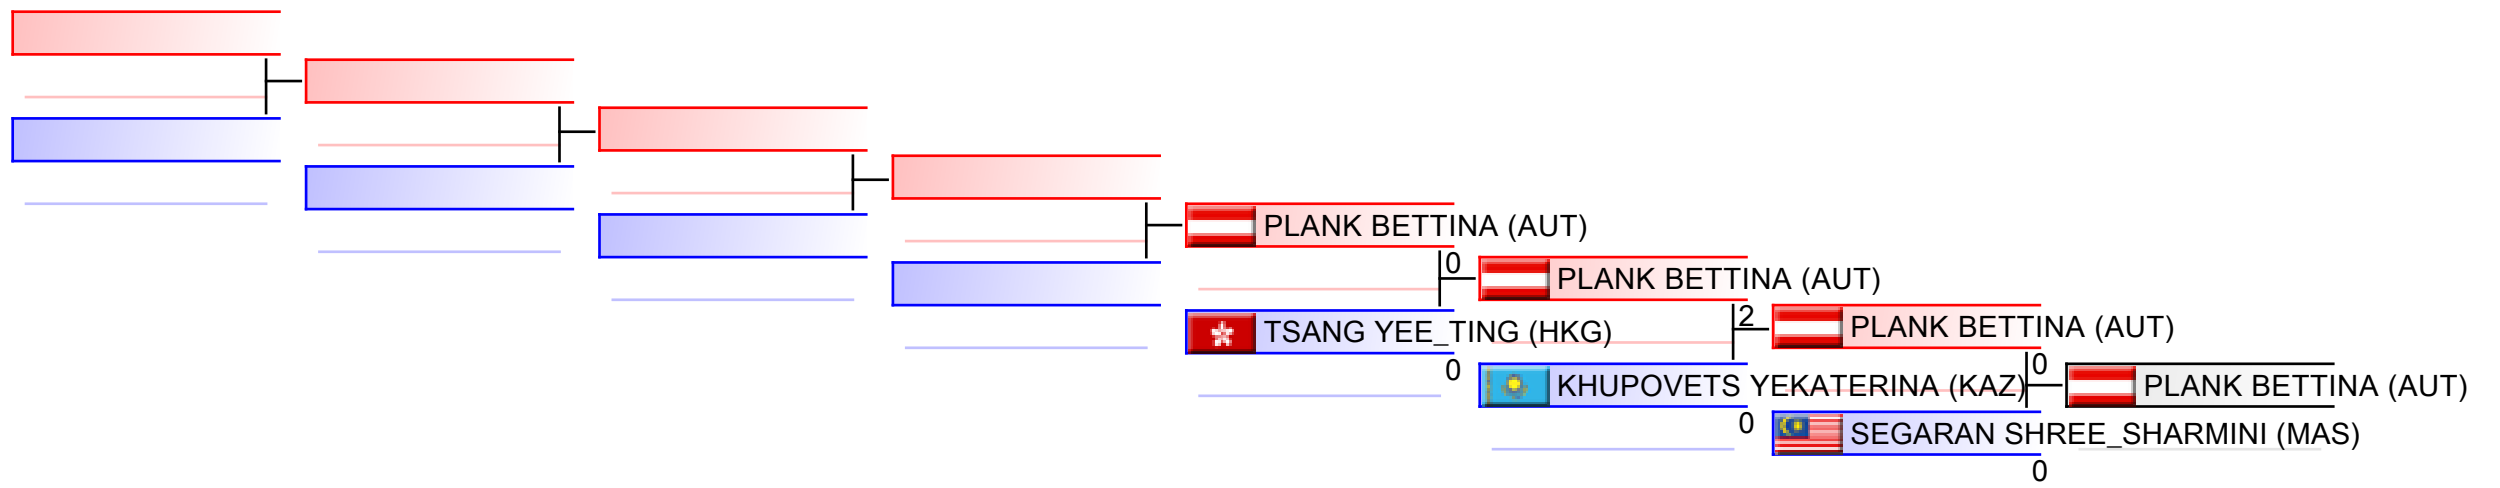 PLANK BETTINA (AUT)
0
TSANG YEE_TING (HKG)
0
PLANK BETTINA (AUT)
2
KHUPOVETS YEKATERINA (KAZ)
0
PLANK BETTINA (AUT)
0
SEGARAN SHREE_SHARMINI (MAS)
0
PLANK BETTINA (AUT)